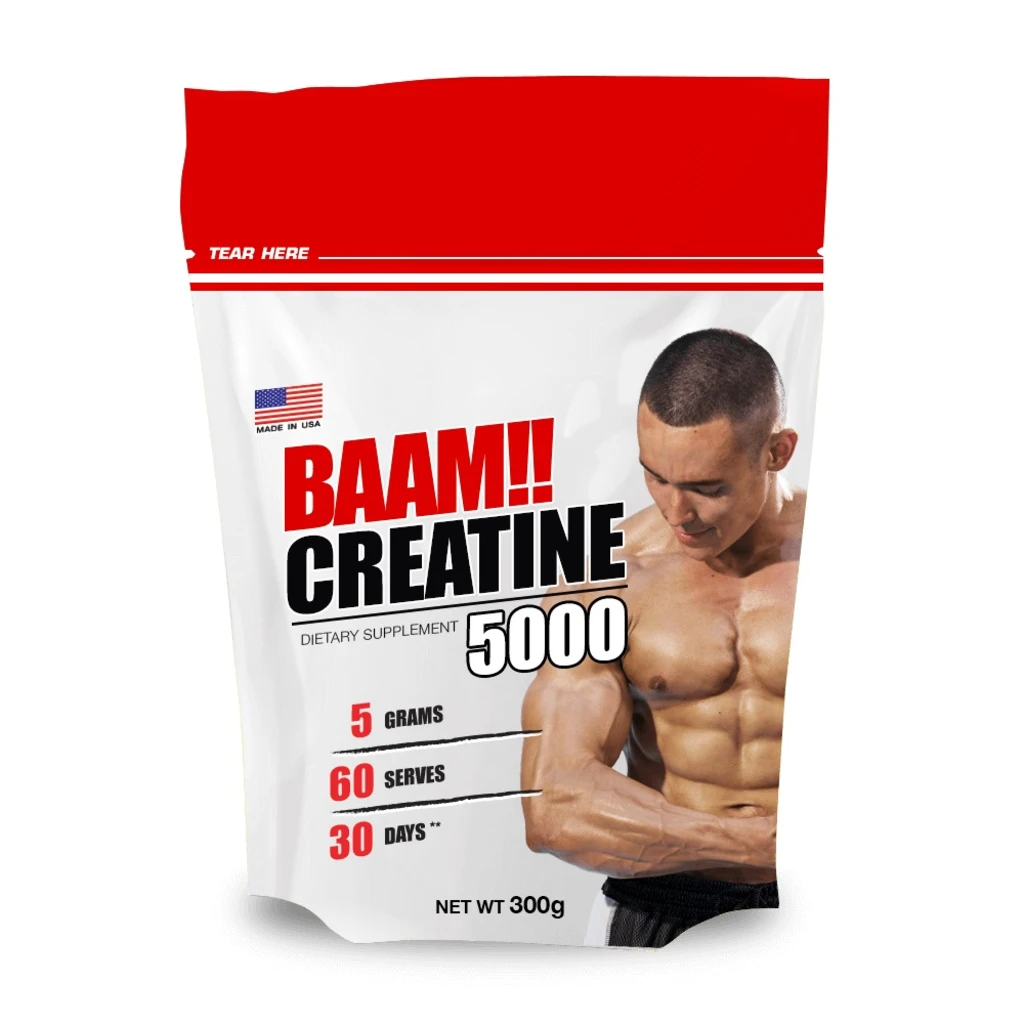 TEAR HERE
MADE IN USA
BAAM!!
CREATINE
DIETARY SUPPLEMENT 5000
5 GRAMS
60 SERVES
30 DAYS **
NET WT 300g